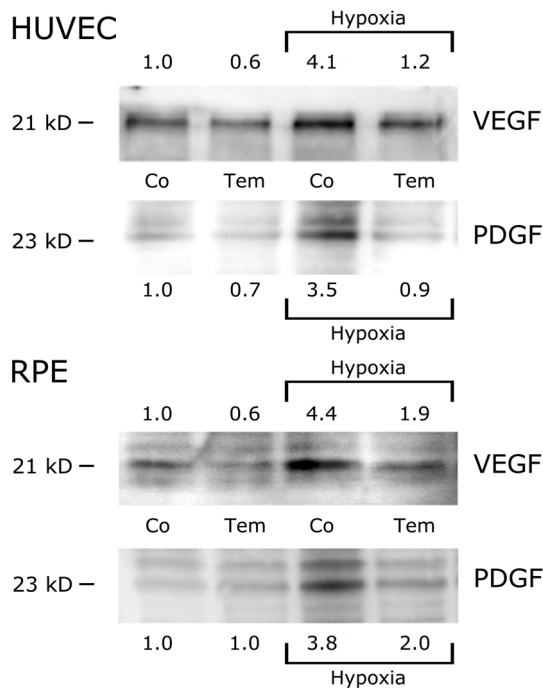 HUVEC
Hypoxia
1.0 0.6 4.1 1.2
21 kD – VEGF
Co Tem Co Tem
23 kD – PDGF
1.0 0.7 3.5 0.9
Hypoxia
RPE
Hypoxia
1.0 0.6 4.4 1.9
21 kD – VEGF
Co Tem Co Tem
23 kD – PDGF
1.0 1.0 3.8 2.0
Hypoxia